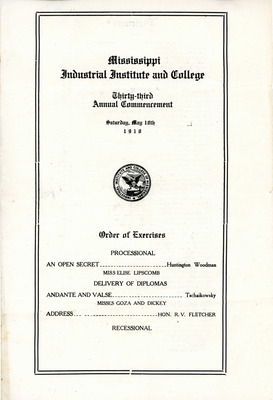 Mississippi
Industrial Institute and College
Thirty-third
Annual Commencement
Saturday, May 18th
1918
Order of Exercises
PROCESSIONAL
AN OPEN SECRET Huntington Woodman
MISS ELISE LIPSCOMB
DELIVERY OF DIPLOMAS
ANDANTE AND VALSE Tschaikowsky
MISSES GOZA AND DICKEY
ADDRESS HON. R. V. FLETCHER
RECESSIONAL